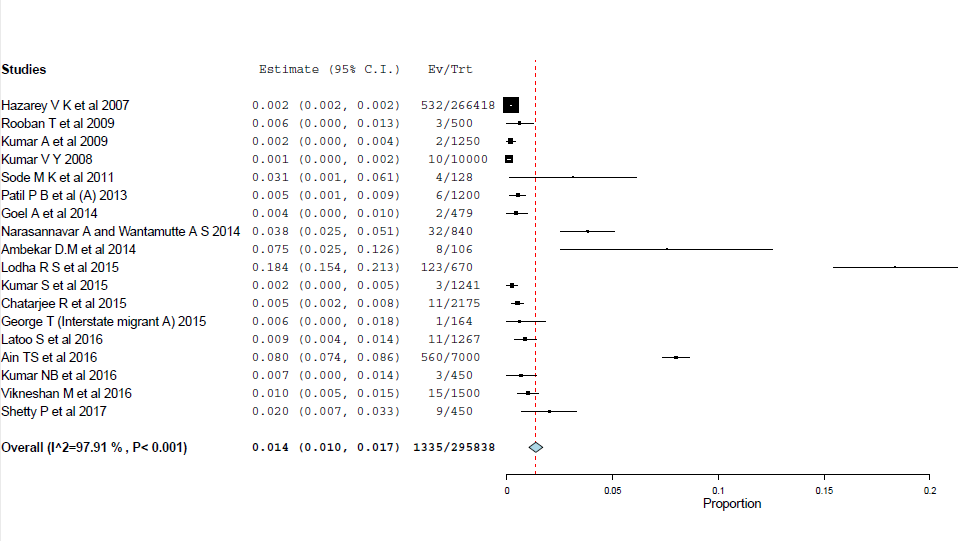 Studies Estimate (95% C.I.) Ev/Trt
Hazarey V K et al 2007 0.002 (0.002, 0.002) 532/266418
Rooban T et al 2009 0.006 (0.000, 0.013) 3/500
Kumar A et al 2009 0.002 (0.000, 0.004) 2/1250
Kumar V Y 2008 0.001 (0.000, 0.002) 10/10000
Sode M K et al 2011 0.031 (0.001, 0.061) 4/128
Patil P B et al (A) 2013 0.005 (0.001, 0.009) 6/1200
Goel A et al 2014 0.004 (0.000, 0.010) 2/479
Narasannavar A and Wantamutte A S 2014 0.038 (0.025, 0.051) 32/840
Ambekar D.M et al 2014 0.075 (0.025, 0.126) 8/106
Lodha R S et al 2015 0.184 (0.154, 0.213) 123/670
Kumar S et al 2015 0.002 (0.000, 0.005) 3/1241
Chatarjee R et al 2015 0.005 (0.002, 0.008) 11/2175
George T (Interstate migrant A) 2015 0.006 (0.000, 0.018) 1/164
Latoo S et al 2016 0.009 (0.004, 0.014) 11/1267
Ain TS et al 2016 0.080 (0.074, 0.086) 560/7000
Kumar NB et al 2016 0.007 (0.000, 0.014) 3/450
Vikneshan M et al 2016 0.010 (0.005, 0.015) 15/1500
Shetty P et al 2017 0.020 (0.007, 0.033) 9/450
Overall (I^2=97.91 % , P< 0.001) 0.014 (0.010, 0.017) 1335/295838
0 0.05 0.1 0.15 0.2
Proportion